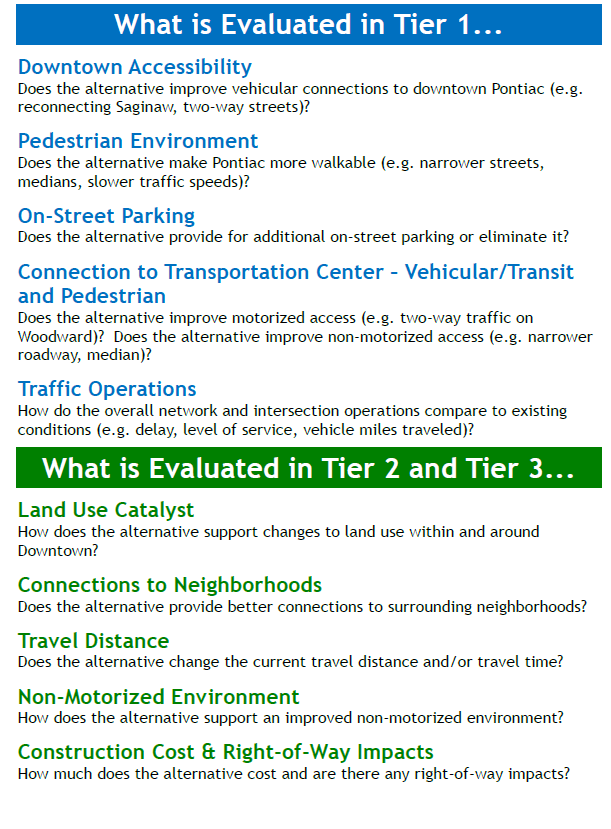 What is Evaluated in Tier 1...
Downtown Accessibility
Does the alternative improve vehicular connections to downtown Pontiac (e.g.
reconnecting Saginaw, two-way streets)?
Pedestrian Environment
Does the alternative make Pontiac more walkable (e.g. narrower streets,
medians, slower traffic speeds)?
On-Street Parking
Does the alternative provide for additional on-street parking or eliminate it?
Connection to Transportation Center – Vehicular/Transit
and Pedestrian
Does the alternative improve motorized access (e.g. two-way traffic on
Woodward)?  Does the alternative improve non-motorized access (e.g. narrower
roadway, median)?
Traffic Operations
How do the overall network and intersection operations compare to existing
conditions (e.g. delay, level of service, vehicle miles traveled)?
What is Evaluated in Tier 2 and Tier 3...
Land Use Catalyst
How does the alternative support changes to land use within and around
Downtown?
Connections to Neighborhoods
Does the alternative provide better connections to surrounding neighborhoods?
Travel Distance
Does the alternative change the current travel distance and/or travel time?
Non-Motorized Environment
How does the alternative support an improved non-motorized environment?
Construction Cost & Right-of-Way Impacts
How much does the alternative cost and are there any right-of-way impacts?